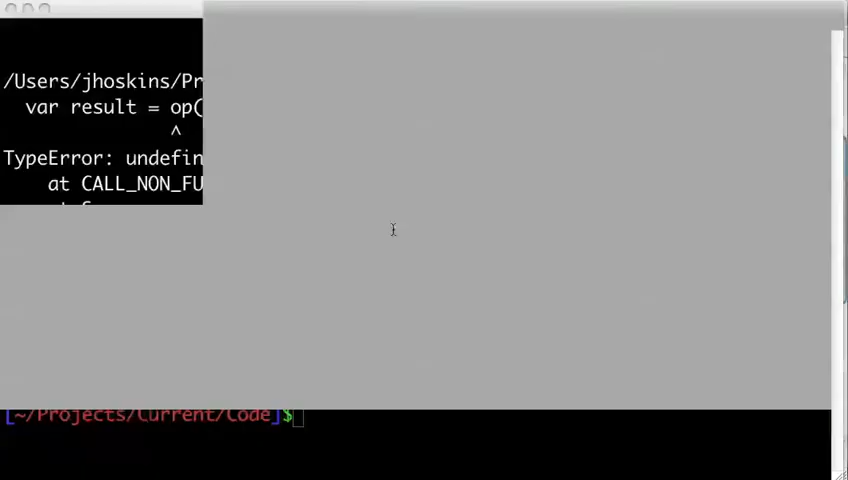 /Users/jhoskins/Pr
var result = op(
^
TypeError: undefin
at CALL_NON_FU
[~/Projects/Current/Code]$